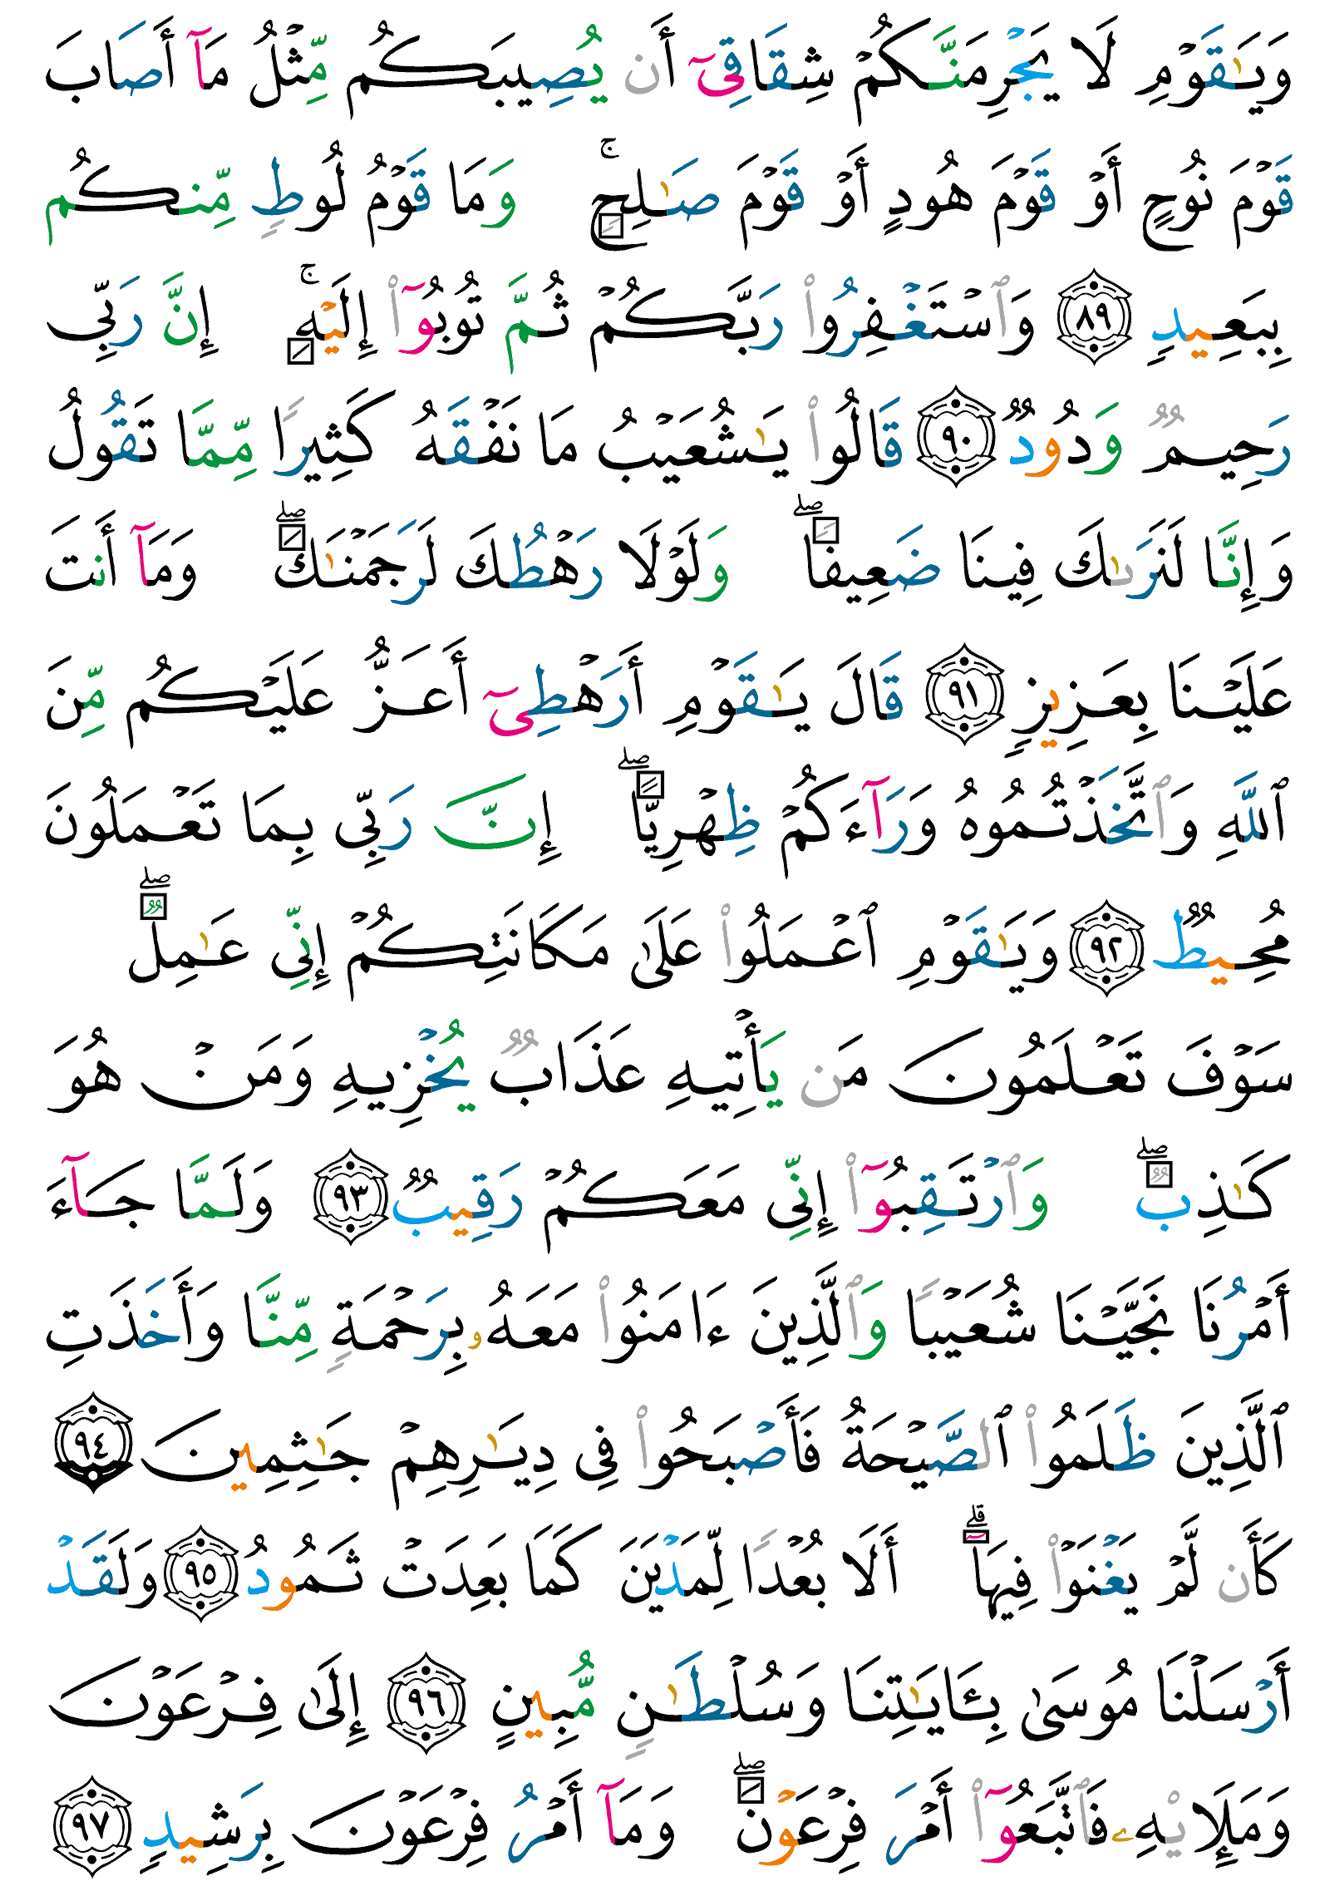 وَيَٰقَوْمِ لَا يَجْرِمَنَّكُمْ شِقَاقِىٓ أَن يُصِيبَكُم مِّثْلُ مَآ أَصَابَ
قَوْمَ نُوحٍ أَوْ قَوْمَ هُودٍ أَوْ قَوْمَ صَٰلِحٍ ۚ وَمَا قَوْمُ لُوطٍ مِّنكُم
بِبَعِيدٍ ٨٩ وَٱسْتَغْفِرُوا۟ رَبَّكُمْ ثُمَّ تُوبُوٓا۟ إِلَيْهِ ۚ إِنَّ رَبِّى
رَحِيمٌ وَدُودٌ ٩٠ قَالُوا۟ يَٰشُعَيْبُ مَا نَفْقَهُ كَثِيرًا مِّمَّا تَقُولُ
وَإِنَّا لَنَرَىٰكَ فِينَا ضَعِيفًا ۖ وَلَوْلَا رَهْطُكَ لَرَجَمْنَٰكَ ۖ وَمَآ أَنتَ
عَلَيْنَا بِعَزِيزٍ ٩١ قَالَ يَٰقَوْمِ أَرَهْطِىٓ أَعَزُّ عَلَيْكُم مِّنَ
ٱللَّهِ وَٱتَّخَذْتُمُوهُ وَرَآءَكُمْ ظِهْرِيًّا ۖ إِنَّ رَبِّى بِمَا تَعْمَلُونَ
مُحِيطٌ ٩٢ وَيَٰقَوْمِ ٱعْمَلُوا۟ عَلَىٰ مَكَانَتِكُمْ إِنِّى عَٰمِلٌ ۖ
سَوْفَ تَعْلَمُونَ مَن يَأْتِيهِ عَذَابٌ يُخْزِيهِ وَمَنْ هُوَ
كَٰذِبٌ ۖ وَٱرْتَقِبُوٓا۟ إِنِّى مَعَكُمْ رَقِيبٌ ٩٣ وَلَمَّا جَآءَ
أَمْرُنَا نَجَّيْنَا شُعَيْبًا وَٱلَّذِينَ ءَامَنُوا۟ مَعَهُۥ بِرَحْمَةٍ مِّنَّا وَأَخَذَتِ
ٱلَّذِينَ ظَلَمُوا۟ ٱلصَّيْحَةُ فَأَصْبَحُوا۟ فِى دِيَٰرِهِمْ جَٰثِمِينَ ٩٤
كَأَن لَّمْ يَغْنَوْا۟ فِيهَآ ۗ أَلَا بُعْدًا لِّمَدْيَنَ كَمَا بَعِدَتْ ثَمُودُ ٩٥ وَلَقَدْ
أَرْسَلْنَا مُوسَىٰ بِـَٔايَٰتِنَا وَسُلْطَٰنٍ مُّبِينٍ ٩٦ إِلَىٰ فِرْعَوْنَ
وَمَلَإِي۟هِۦ فَٱتَّبَعُوٓا۟ أَمْرَ فِرْعَوْنَ ۖ وَمَآ أَمْرُ فِرْعَوْنَ بِرَشِيدٍ ٩٧